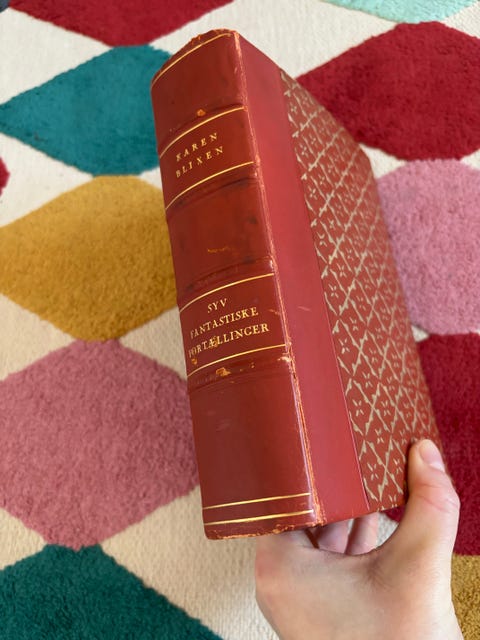 KAREN
BLIXEN
SYV
FANTASTISKE
FORTÆLLINGER